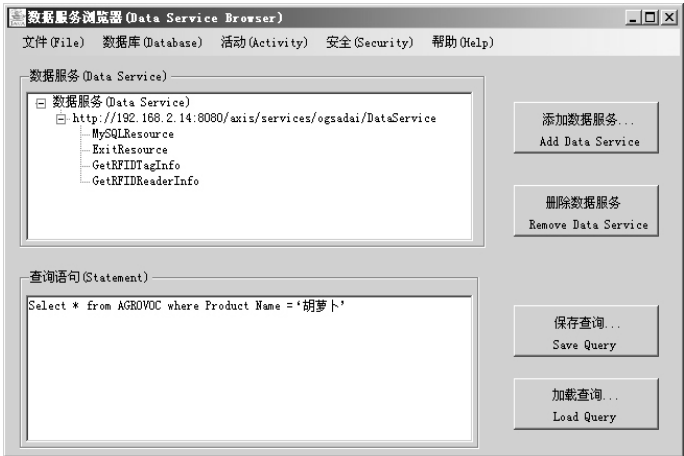 数据服务浏览器(Data Service Browser)
文件(File) 数据库(Database) 活动(Activity) 安全(Security) 帮助(Help)
数据服务(Data Service)
数据服务(Data Service)
http://192.168.2.14:8080/axis/services/ogsadai/DataService
MySQLResource
ExitResource
GetRFIDTagInfo
GetRFIDReaderInfo
添加数据服务...
Add Data Service
删除数据服务
Remove Data Service
查询语句(Statement)
Select * from AGROVOC where Product Name =‘胡萝卜’
保存查询...
Save Query
加载查询...
Load Query